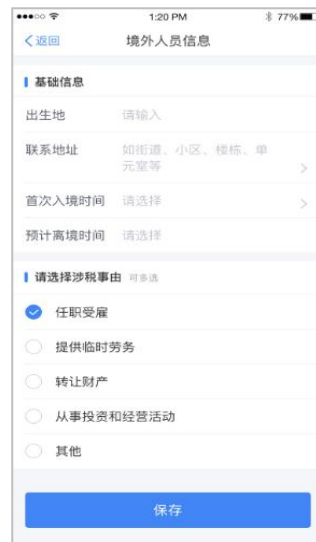 1:20 PM
77%
返回
境外人员信息
基础信息
出生地 请输入
联系地址 如街道、小区、楼栋、单
元室等
首次入境时间 请选择
预计离境时间 请选择
请选择涉税事由 可多选
任职受雇
提供临时劳务
转让财产
从事投资和经营活动
其他
保存